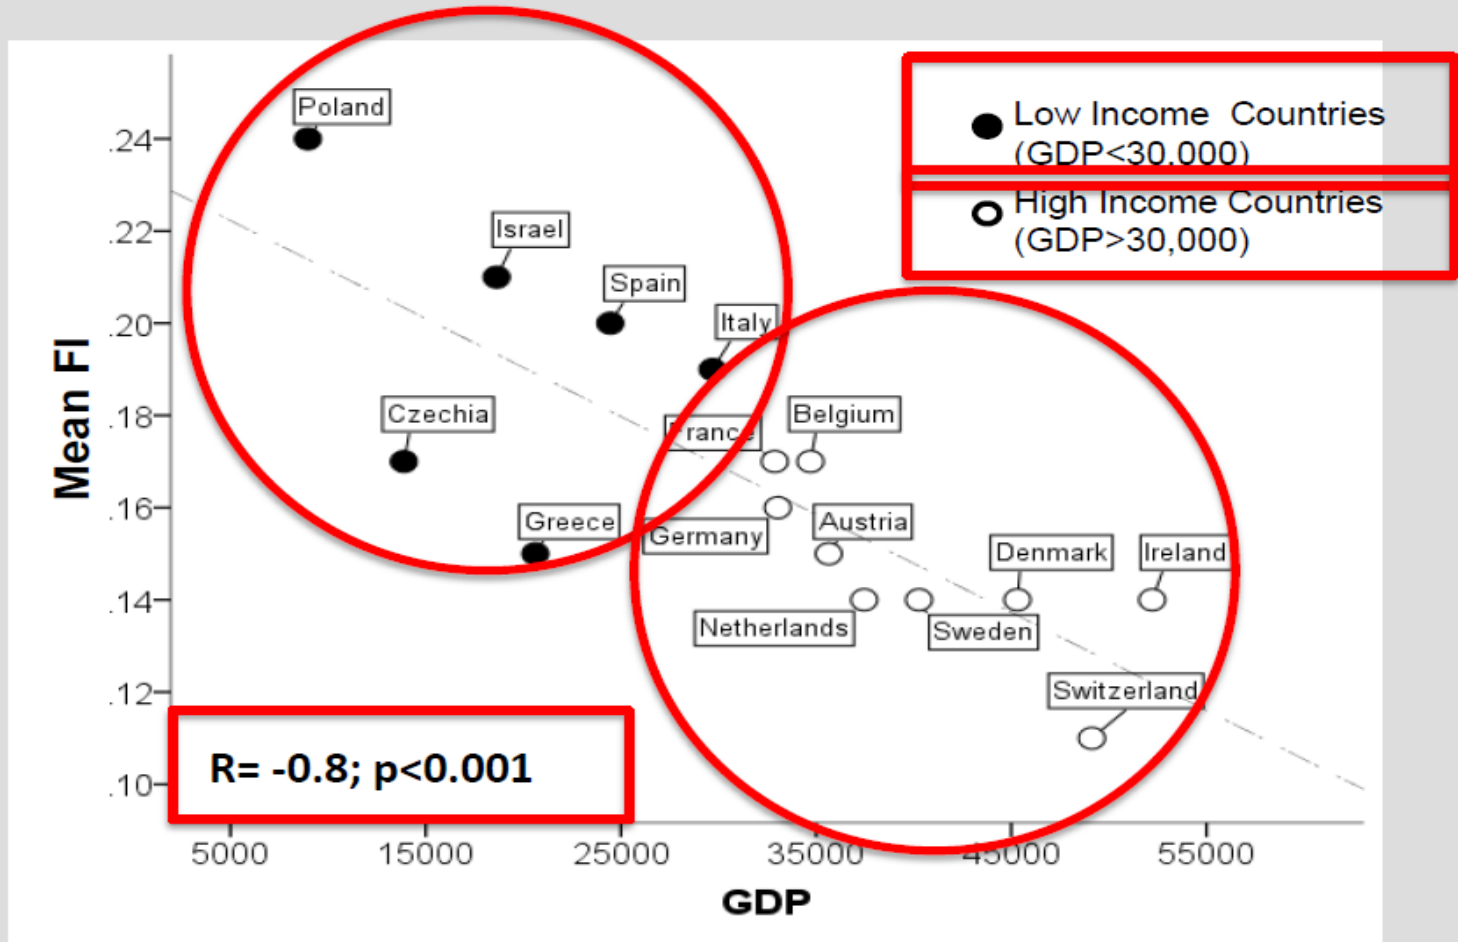 Poland
Low Income Countries
(GDP<30,000)
.24
High Income Countries
(GDP>30,000)
.22
Israel
Spain
.20
Italy
Mean FI
.18
Czechia
France
Belgium
.16
Greece
Germany
Austria
Denmark
Ireland
.14
Netherlands
Sweden
.12
Switzerland
R= -0.8; p<0.001
.10
5000 15000 25000 35000 45000 55000
GDP